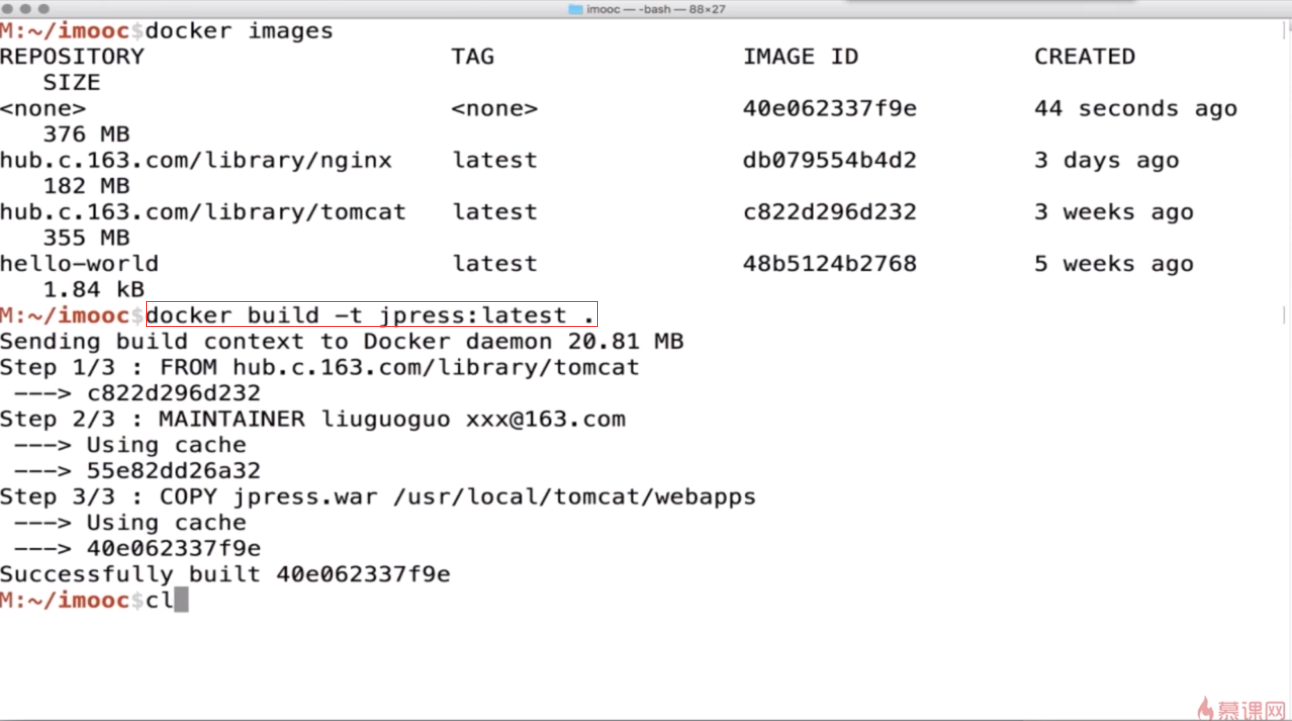 imooc — -bash — 88×27
M:~/imooc$docker images
REPOSITORY TAG IMAGE ID CREATED
SIZE
<none> <none> 40e062337f9e 44 seconds ago
376 MB
hub.c.163.com/library/nginx latest db079554b4d2 3 days ago
182 MB
hub.c.163.com/library/tomcat latest c822d296d232 3 weeks ago
355 MB
hello-world latest 48b5124b2768 5 weeks ago
1.84 kB
M:~/imooc$docker build -t jpress:latest .
Sending build context to Docker daemon 20.81 MB
Step 1/3 : FROM hub.c.163.com/library/tomcat
---> c822d296d232
Step 2/3 : MAINTAINER liuguoguo xxx@163.com
---> Using cache
---> 55e82dd26a32
Step 3/3 : COPY jpress.war /usr/local/tomcat/webapps
---> Using cache
---> 40e062337f9e
Successfully built 40e062337f9e
M:~/imooc$cl
慕课网